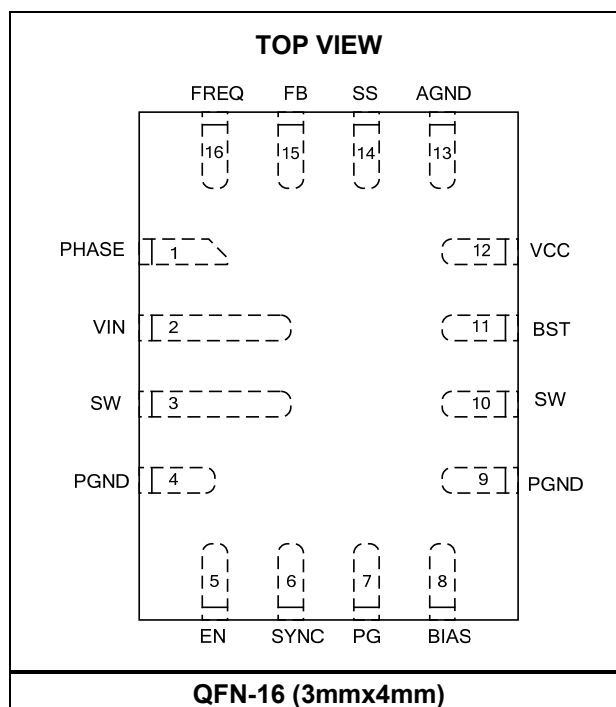 TOP VIEW
FREQ FB SS AGND
16 15 14 13
PHASE 1 12 VCC
VIN 2 11 BST
SW 3 10 SW
PGND 4 9 PGND
5 6 7 8
EN SYNC PG BIAS
QFN-16 (3mmx4mm)